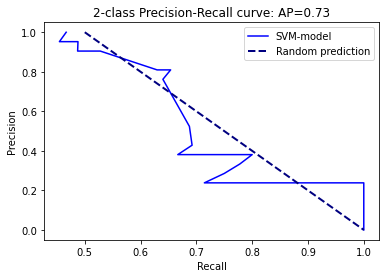 2-class Precision-Recall curve: AP=0.73
SVM-model
Random prediction
Precision
1.0
0.8
0.6
0.4
0.2
0.0
0.5 0.6 0.7 0.8 0.9 1.0
Recall